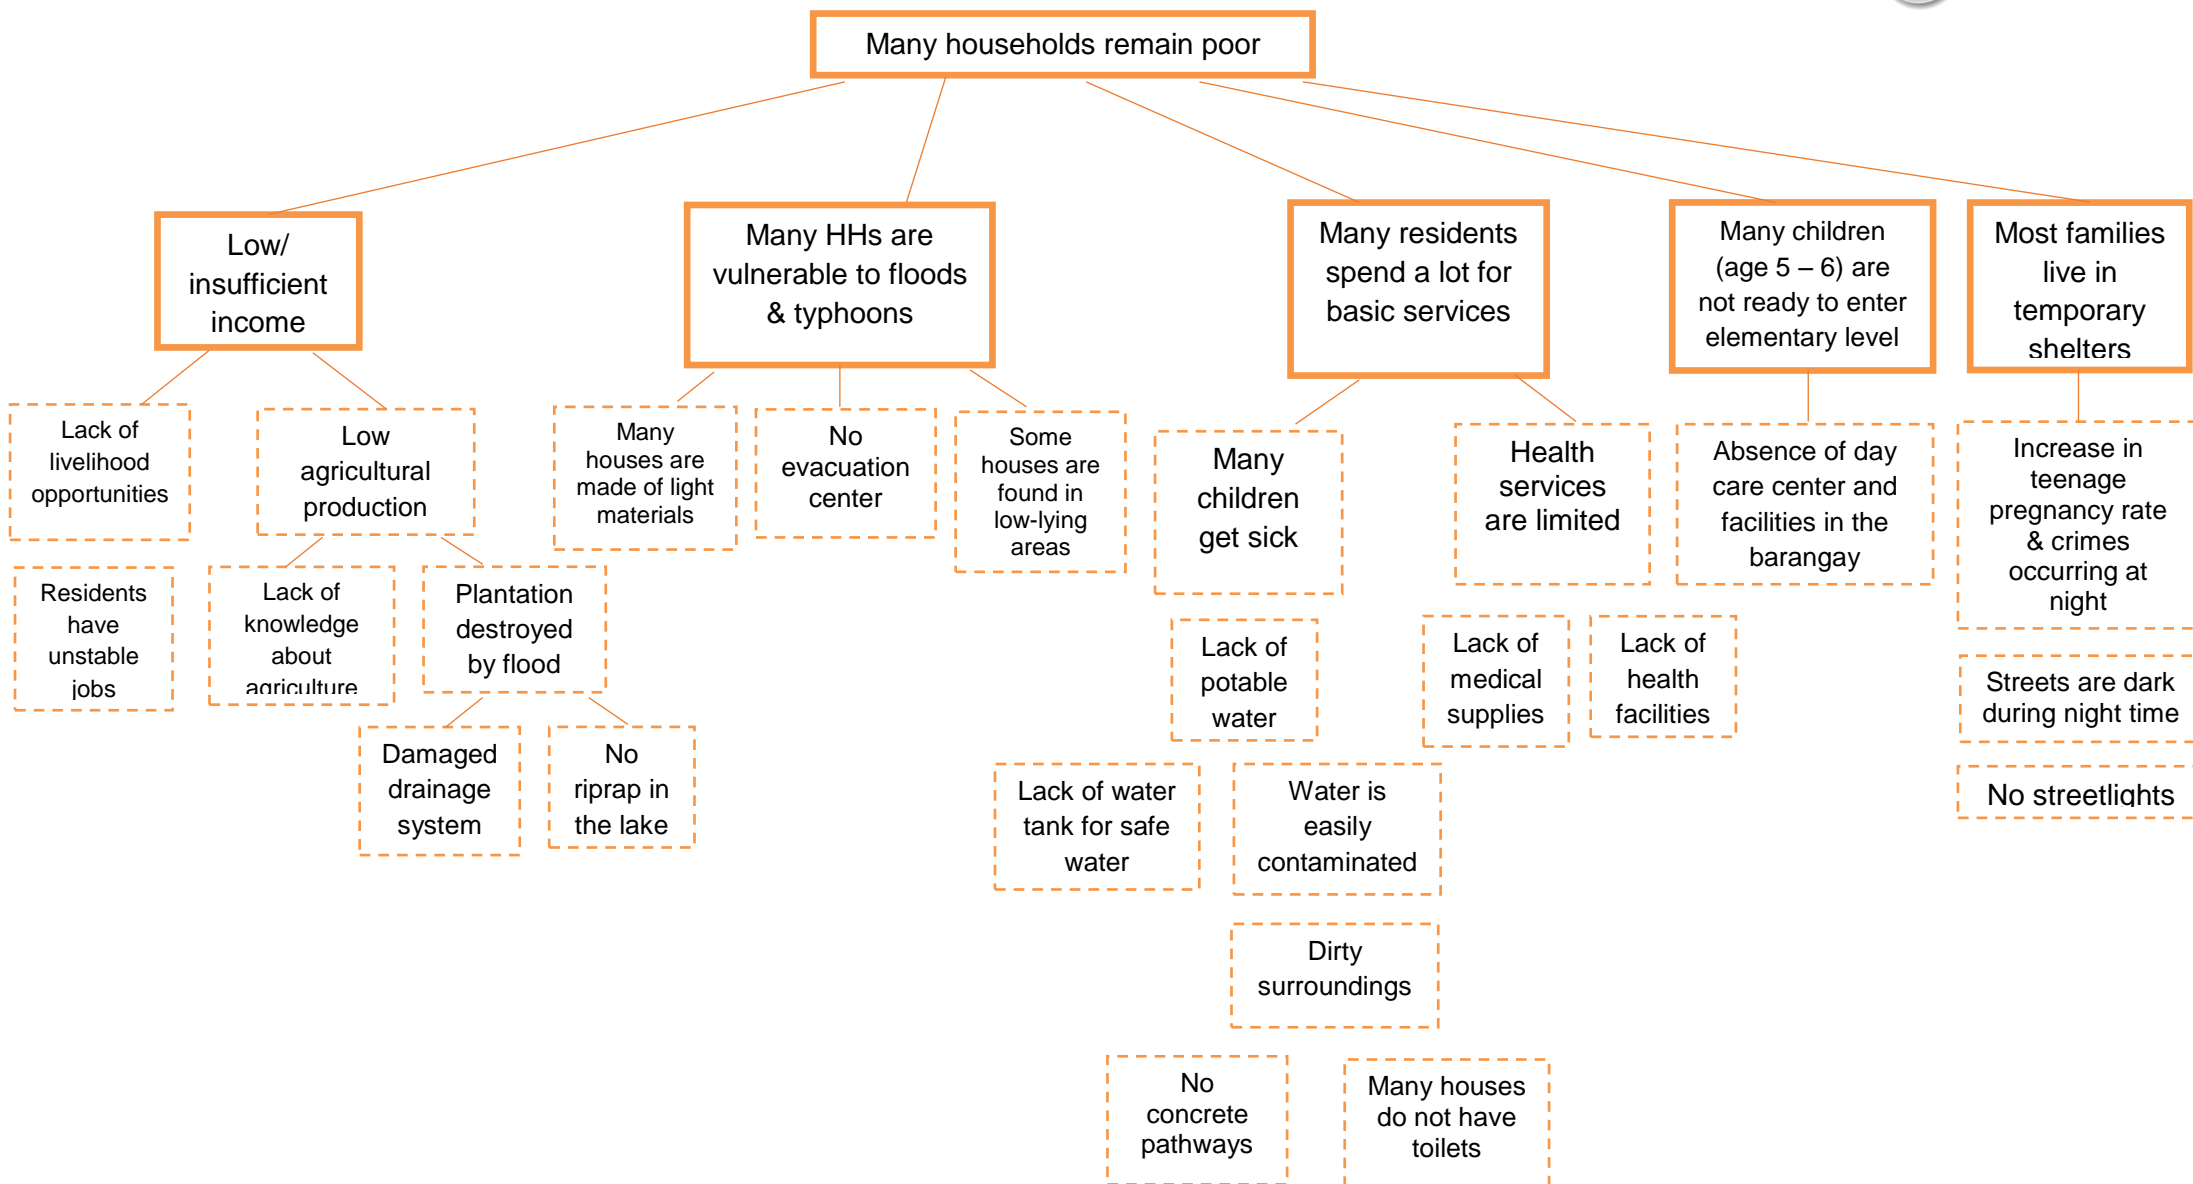 Many households remain poor
Low/
insufficient
income
Many HHs are
vulnerable to floods
& typhoons
Many residents
spend a lot for
basic services
Many children
(age 5 – 6) are
not ready to enter
elementary level
Most families
live in
temporary
shelters
Lack of
livelihood
opportunities
Low
agricultural
production
Many
houses are
made of light
materials
No
evacuation
center
Some
houses are
found in
low-lying
areas
Many
children
get sick
Health
services
are limited
Absence of day
care center and
facilities in the
barangay
Increase in
teenage
pregnancy rate
& crimes
occurring at
night
Residents
have
unstable
jobs
Lack of
knowledge
about
agriculture
Plantation
destroyed
by flood
Lack of
potable
water
Lack of
medical
supplies
Lack of
health
facilities
Streets are dark
during night time
Damaged
drainage
system
No
riprap in
the lake
Lack of water
tank for safe
water
Water is
easily
contaminated
No streetlights
Dirty
surroundings
No
concrete
pathways
Many houses
do not have
toilets